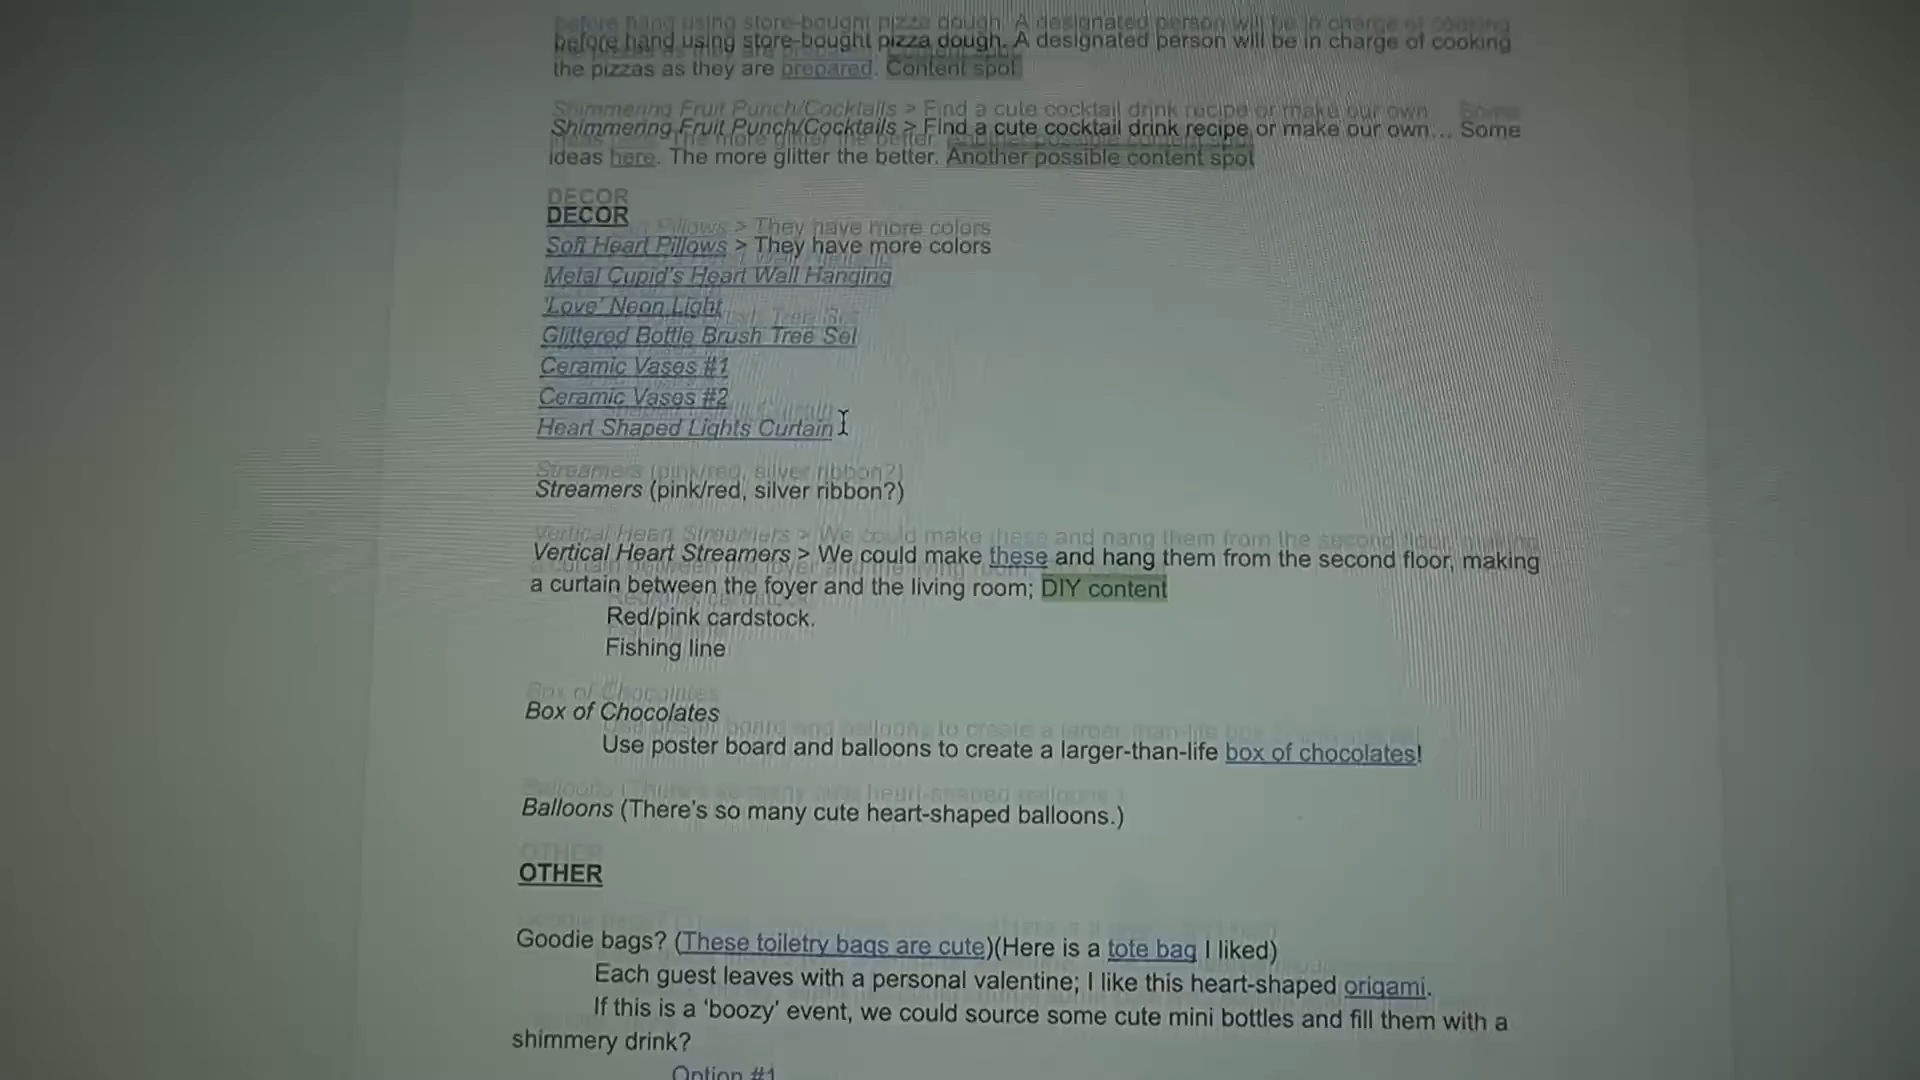 before hand using store-bought pizza dough. A designated person will be in charge of cooking
the pizzas as they are prepared. Content spot
Shimmering Fruit Punch/Cocktails > Find a cute cocktail drink recipe or make our own... Some
ideas here. The more glitter the better. Another possible content spot
DECOR
Soft Heart Pillows > They have more colors
Metal Cupid's Heart Wall Hanging
'Love' Neon Light
Glittered Bottle Brush Tree Set
Ceramic Vases #1
Ceramic Vases #2
Heart Shaped Lights Curtain
Streamers (pink/red, silver ribbon?)
Vertical Heart Streamers > We could make these and hang them from the second floor, making
a curtain between the foyer and the living room; DIY content
Red/pink cardstock.
Fishing line
Box of Chocolates
Use poster board and balloons to create a larger-than-life box of chocolates!
Balloons (There's so many cute heart-shaped balloons.)
OTHER
Goodie bags? (These toiletry bags are cute)(Here is a tote bag I liked)
Each guest leaves with a personal valentine; I like this heart-shaped origami.
If this is a 'boozy' event, we could source some cute mini bottles and fill them with a
shimmery drink?
Option #1